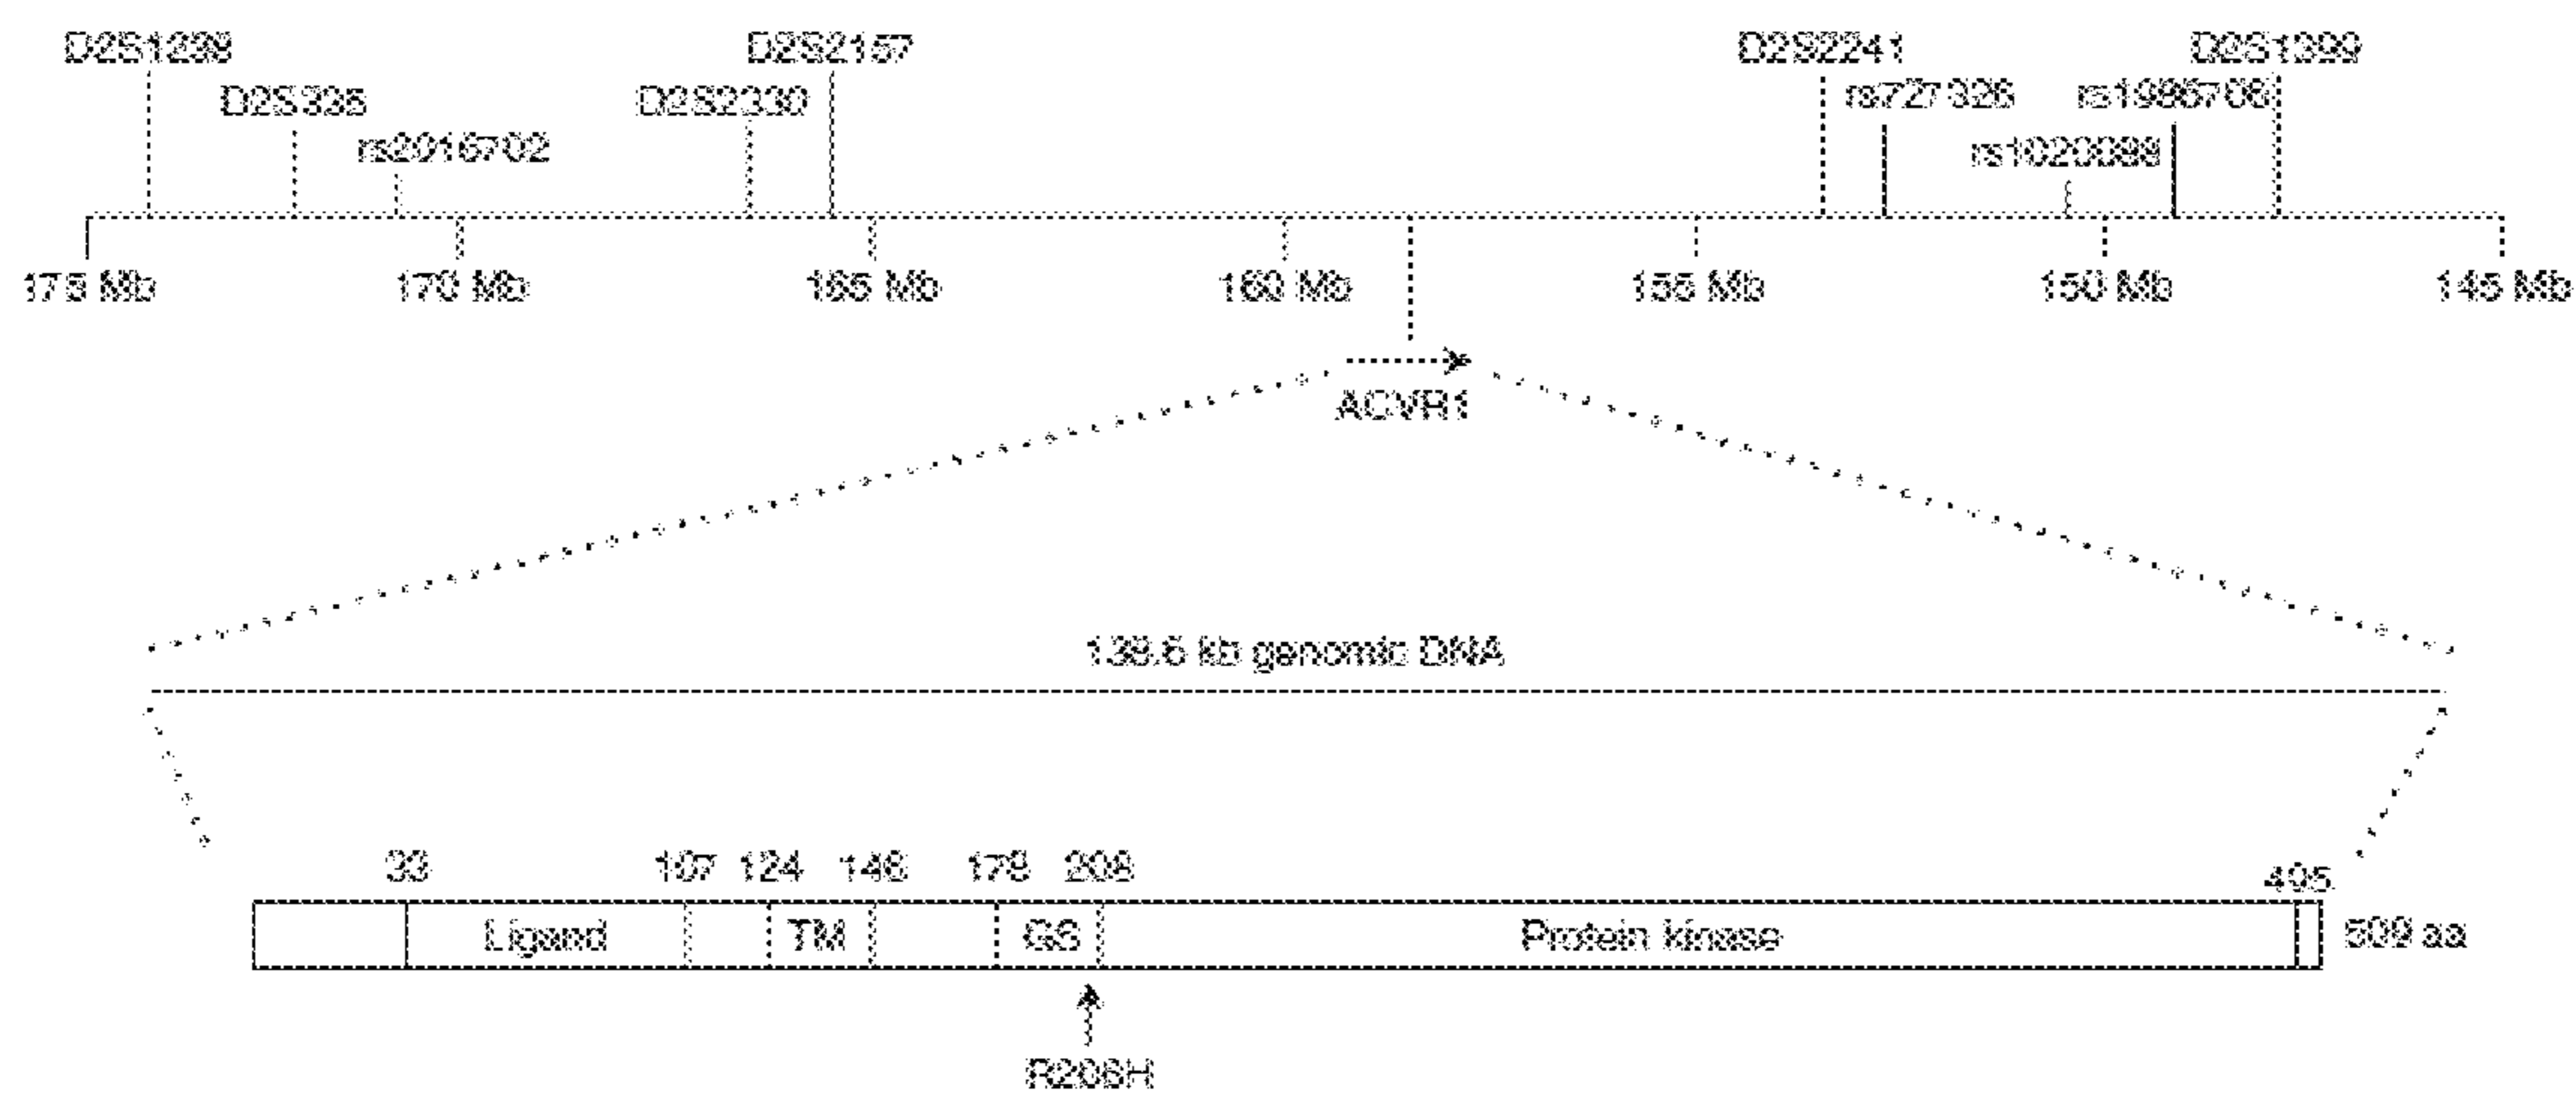 D2S1238 D2S2157 D2S2241 D2S1399
D2S335 D2S2330 rs727326 rs1986706
rs2016702 rs1020088
175 Mb 170 Mb 165 Mb 160 Mb 155 Mb 150 Mb 145 Mb
ACVR1
138.6 kb genomic DNA
33 107 124 146 178 208 495
Ligand TM GS Protein kinase 509 aa
R206H